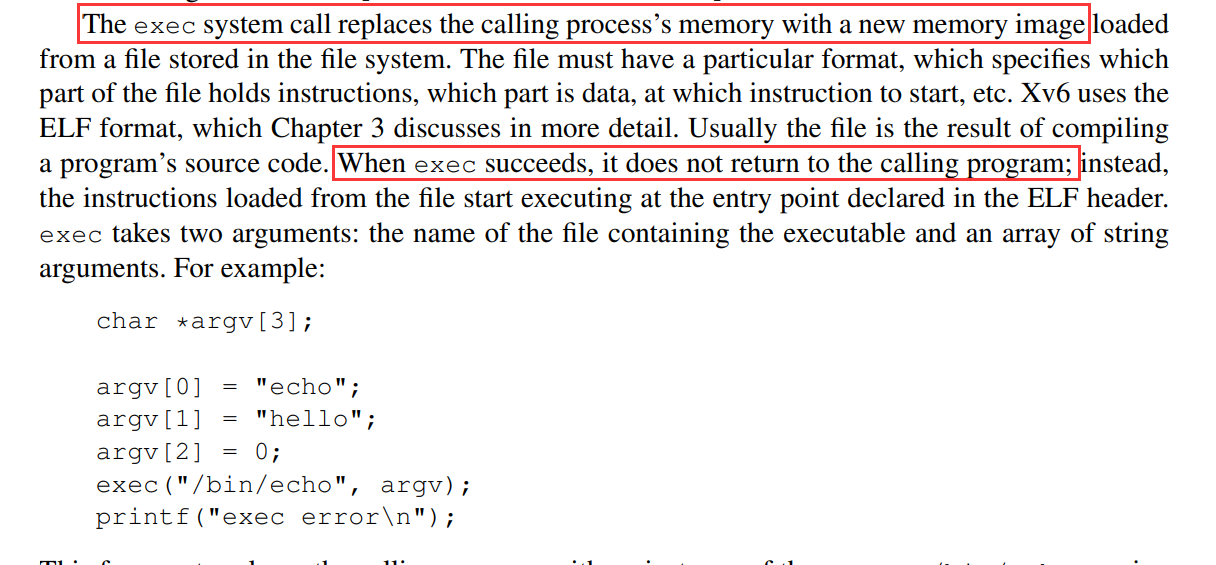 The exec system call replaces the calling process’s memory with a new memory image loaded
from a file stored in the file system. The file must have a particular format, which specifies which
part of the file holds instructions, which part is data, at which instruction to start, etc. Xv6 uses the
ELF format, which Chapter 3 discusses in more detail. Usually the file is the result of compiling
a program’s source code. When exec succeeds, it does not return to the calling program; instead,
the instructions loaded from the file start executing at the entry point declared in the ELF header.
exec takes two arguments: the name of the file containing the executable and an array of string
arguments. For example:
char *argv[3];
argv[0] = "echo";
argv[1] = "hello";
argv[2] = 0;
exec("/bin/echo", argv);
printf("exec error\n");